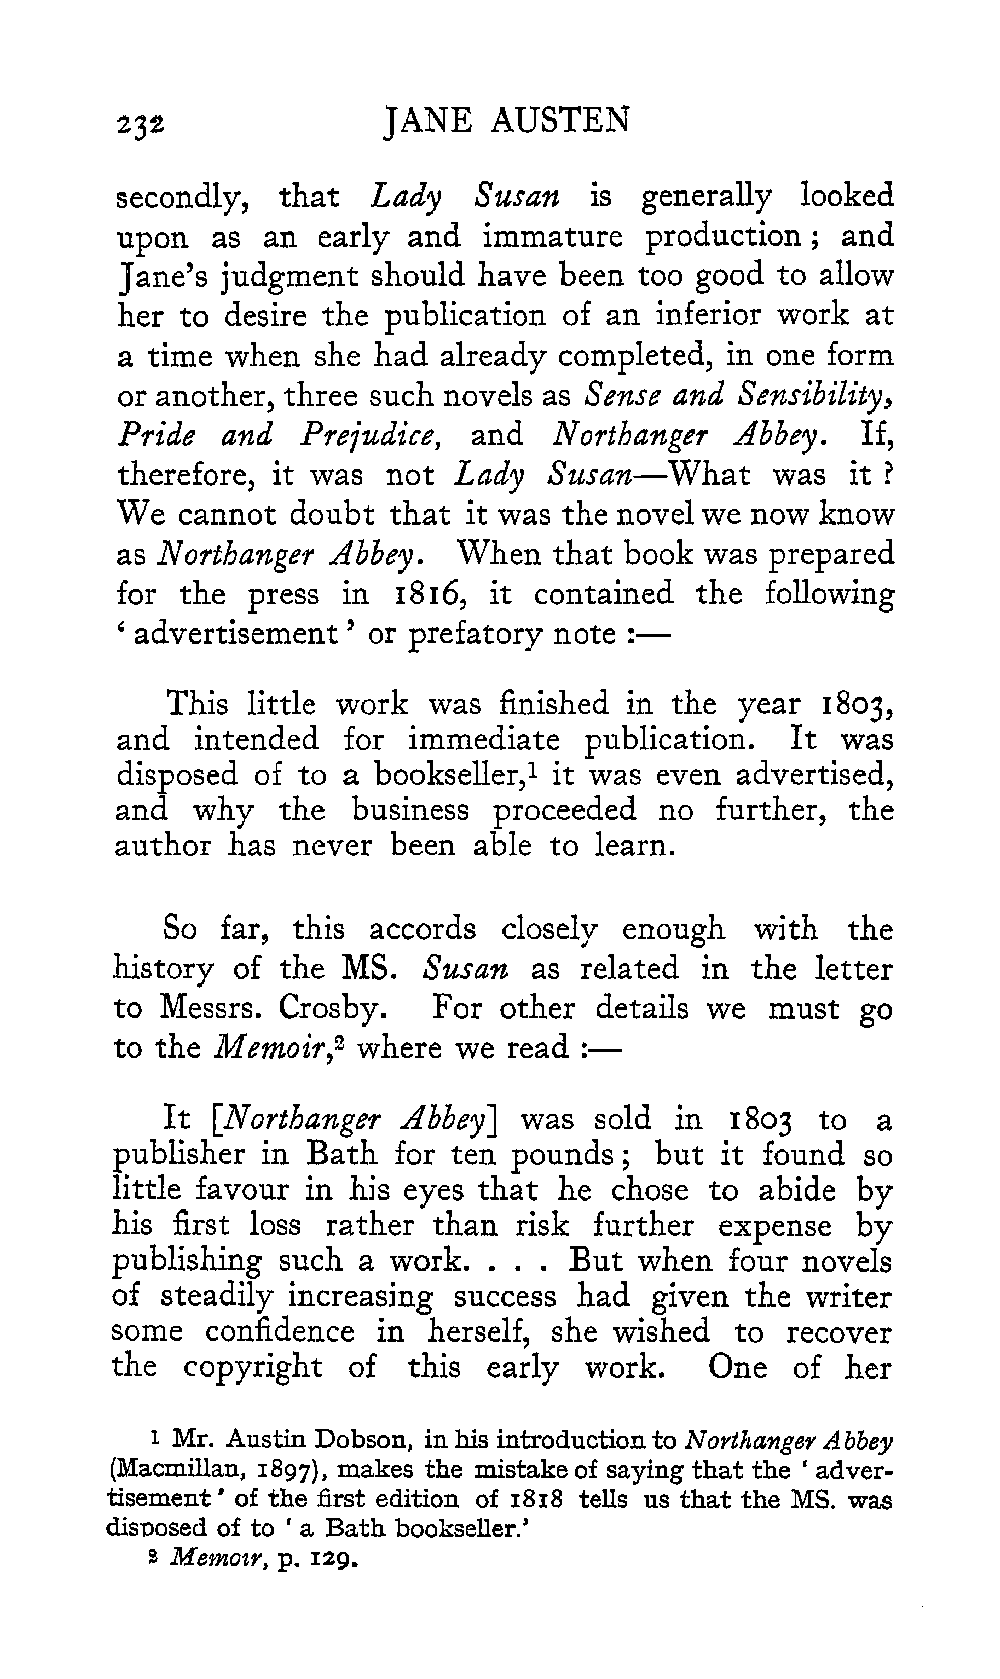 232 JANE AUSTEN
secondly, that Lady Susan is generally looked
upon as an early and immature production ; and
Jane's judgment should have been too good to allow
her to desire the publication of an inferior work at
a time when she had already completed, in one form
or another, three such novels as Sense and Sensibility,
Pride and Prejudice, and Northanger Abbey. If,
therefore, it was not Lady Susan—What was it ?
We cannot doubt that it was the novel we now know
as Northanger Abbey. When that book was prepared
for the press in 1816, it contained the following
‘ advertisement ’ or prefatory note :—
This little work was finished in the year 1803,
and intended for immediate publication. It was
disposed of to a bookseller,¹ it was even advertised,
and why the business proceeded no further, the
author has never been able to learn.
So far, this accords closely enough with the
history of the MS. Susan as related in the letter
to Messrs. Crosby. For other details we must go
to the Memoir,² where we read :—
It [Northanger Abbey] was sold in 1803 to a
publisher in Bath for ten pounds ; but it found so
little favour in his eyes that he chose to abide by
his first loss rather than risk further expense by
publishing such a work. . . . But when four novels
of steadily increasing success had given the writer
some confidence in herself, she wished to recover
the copyright of this early work. One of her
¹ Mr. Austin Dobson, in his introduction to Northanger Abbey
(Macmillan, 1897), makes the mistake of saying that the ‘ adver-
tisement ’ of the first edition of 1818 tells us that the MS. was
disposed of to ‘ a Bath bookseller.’
² Memoir, p. 129.